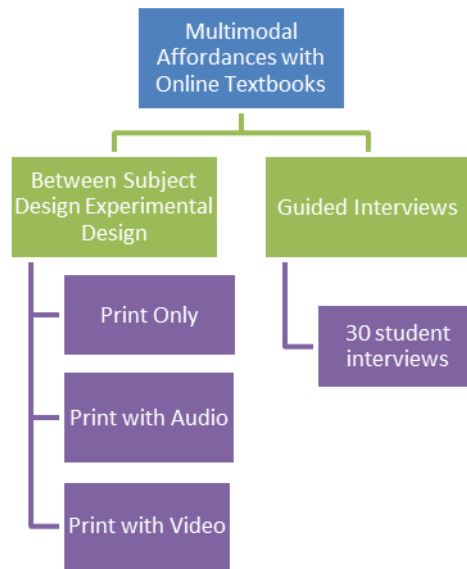 Multimodal
Affordances with
Online Textbooks
Between Subject
Design Experimental
Design
Guided Interviews
Print Only
30 student
interviews
Print with Audio
Print with Video